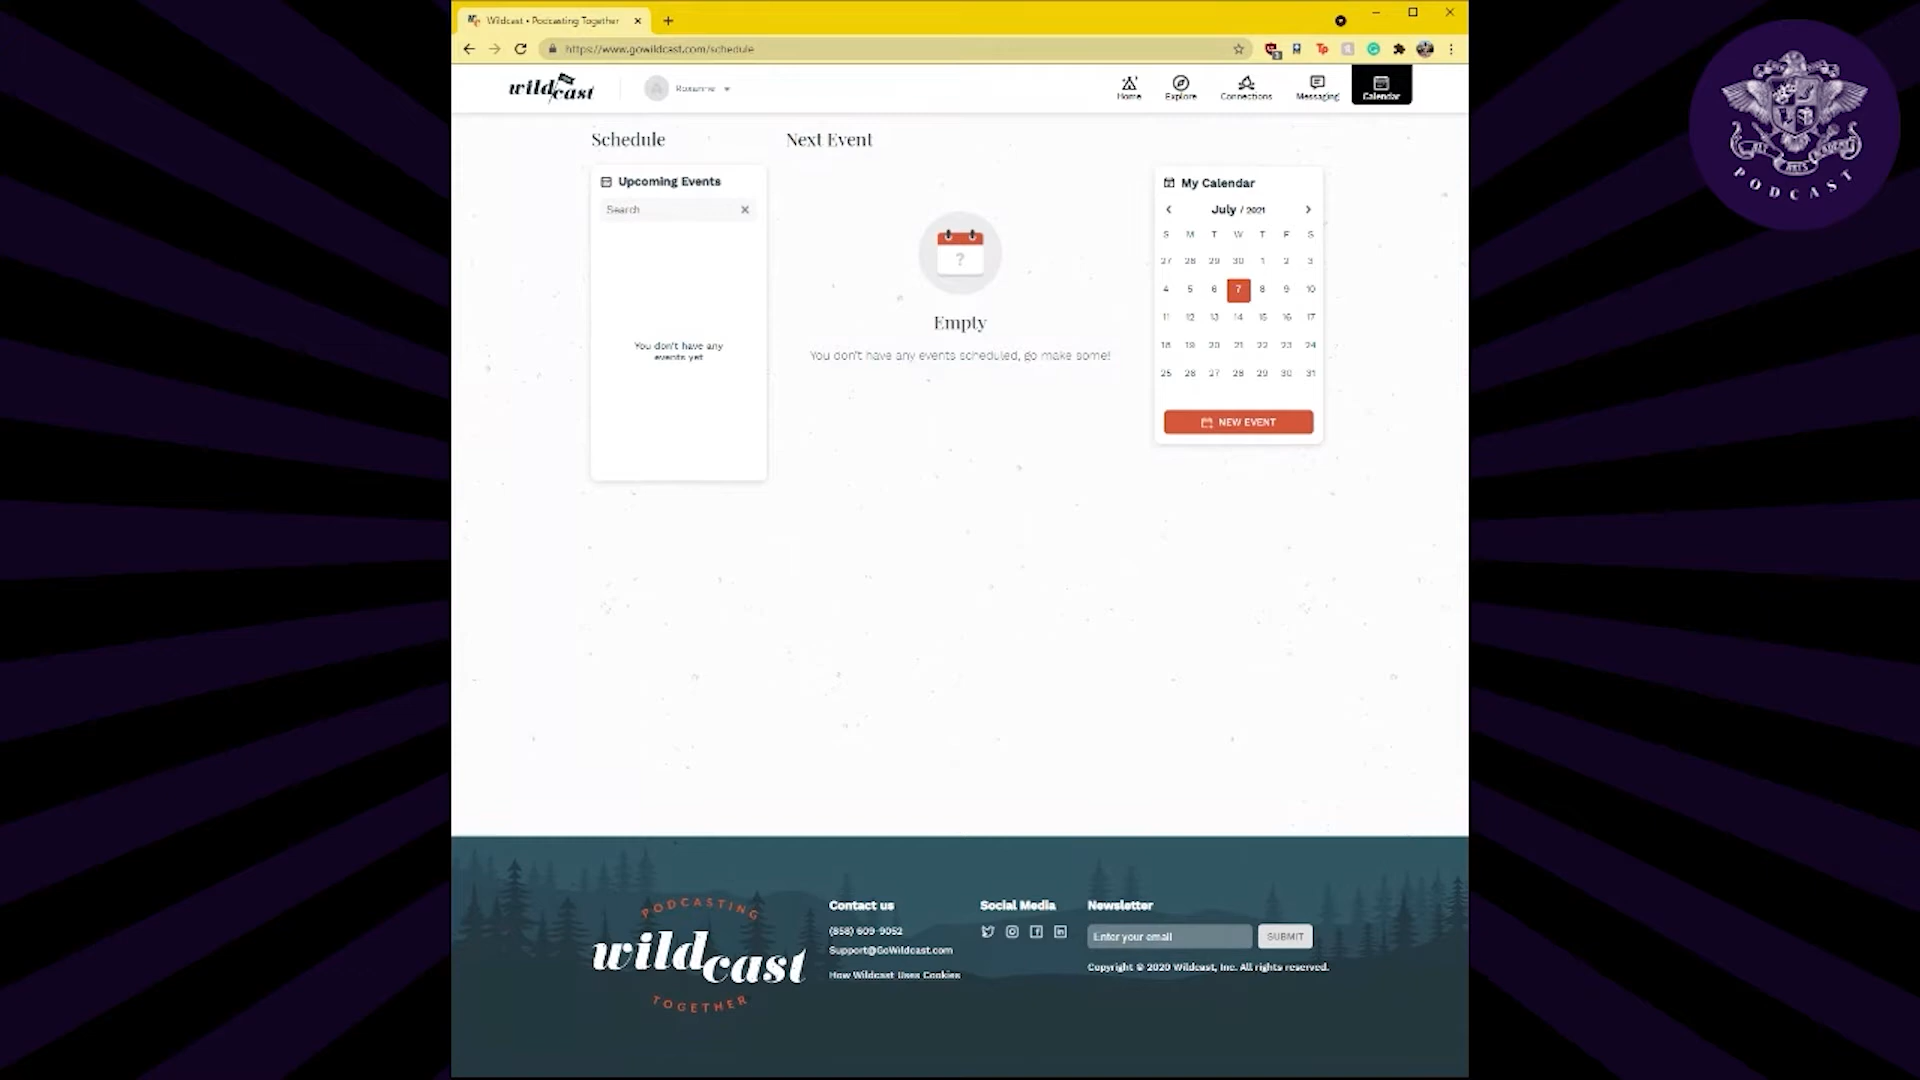 Wildcast • Podcasting Together
https://www.gowildcast.com/schedule
wildcast
Roxanne
Home
Explore
Connections
Messaging
Calendar
Schedule
Next Event
Upcoming Events
Search
You don't have any
events yet
?
Empty
You don't have any events scheduled, go make some!
My Calendar
July / 2021
S M T W T F S
27 28 29 30 1 2 3
4 5 6 7 8 9 10
11 12 13 14 15 16 17
18 19 20 21 22 23 24
25 26 27 28 29 30 31
NEW EVENT
PODCASTING
wildcast
TOGETHER
Contact us
(858) 609-9052
Support@GoWildcast.com
How Wildcast Uses Cookies
Social Media
Newsletter
Enter your email
SUBMIT
Copyright © 2020 Wildcast, Inc. All rights reserved.
ARTS
PODCAST